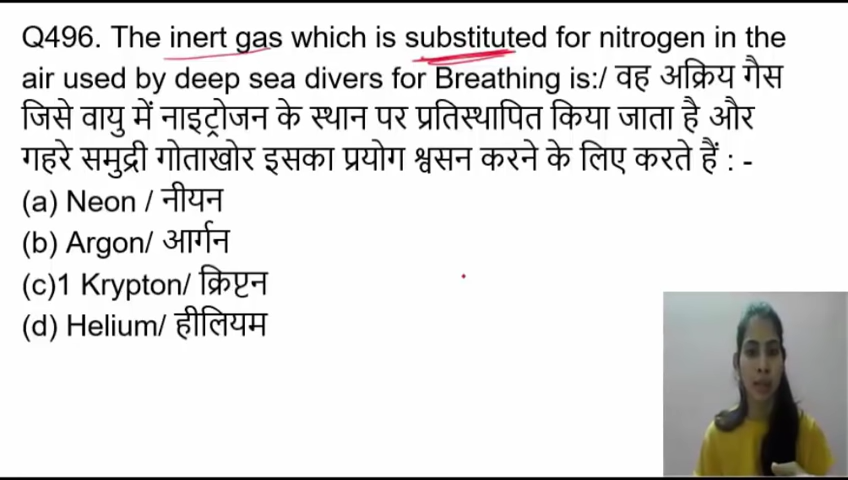 Q496. The inert gas which is substituted for nitrogen in the
air used by deep sea divers for Breathing is:/ वह अक्रिय गैस
जिसे वायु में नाइट्रोजन के स्थान पर प्रतिस्थापित किया जाता है और
गहरे समुद्री गोताखोर इसका प्रयोग श्वसन करने के लिए करते हैं : -
(a) Neon / नीयन
(b) Argon/ आर्गन
(c)1 Krypton/ क्रिप्टन
(d) Helium/ हीलियम